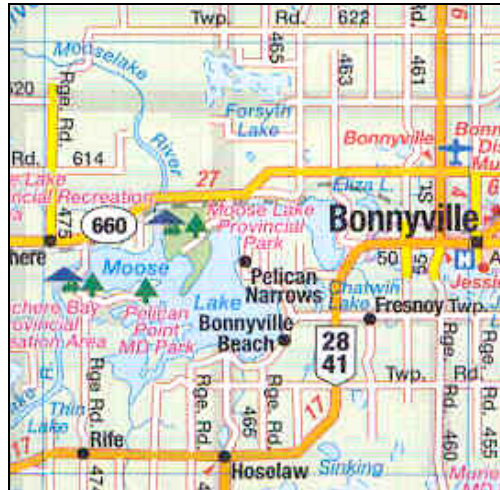 Twp. Rd. 622
6
Mooselake
River
465
463
461
620
Rge. Rd.
475
Forsyth
Lake
Bonnyville
Rd. 614
27
Eliza L.
St.
4
660
Moose Lake
Provincial
Park
Bonnyville
50
55
H
Moose
Lake
Pelican
Narrows
Chatwin
Lake
Fresnoy Twp.
Pelican
Point
MD Park
Bonnyville
Beach
28
41
Twp. Rd.
Rge. Rd.
Rge. Rd.
465
Rge. Rd.
Rge.
460
Rge.
455
Thin
Lake
17
17
Rife
Hoselaw
Sinking